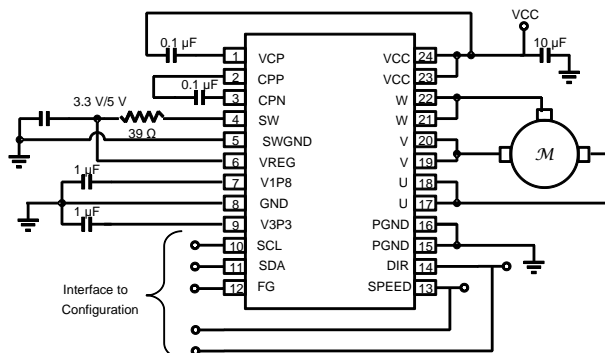 VCC
0.1 µF
10 µF
1 VCP VCC 24
2 CPP VCC 23
0.1 µF
3 CPN W 22
3.3 V/5 V
4 SW W 21
39 Ω
5 SWGND V 20
6 VREG V 19
M
1 µF
7 V1P8 U 18
8 GND U 17
1 µF
9 V3P3 PGND 16
10 SCL PGND 15
11 SDA DIR 14
12 FG SPEED 13
Interface to
Configuration